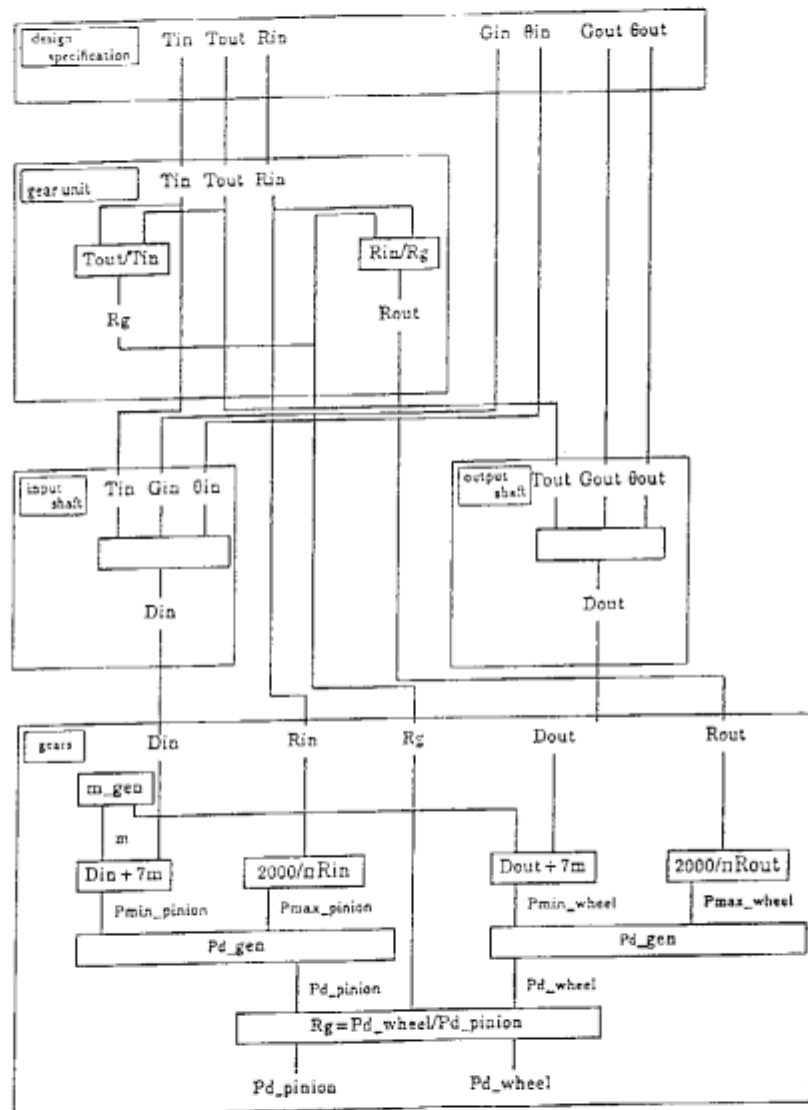 design
specification
Tin Tout Rin
Gin θin
Gout θout
gear unit
Tin Tout Rin
Tout/Tin
Rin/Rg
Rg
Rout
input
shaft
Tin Gin θin
output
shaft
Tout Gout θout
Din
Dout
gears
Din
Rin
Rg
Dout
Rout
m_gen
m
Din+7m
2000/πRin
Dout+7m
2000/πRout
Pmin_pinion
Pmax_pinion
Pmin_wheel
Pmax_wheel
Pd_gen
Pd_gen
Pd_pinion
Pd_wheel
Rg=Pd_wheel/Pd_pinion
Pd_pinion
Pd_wheel